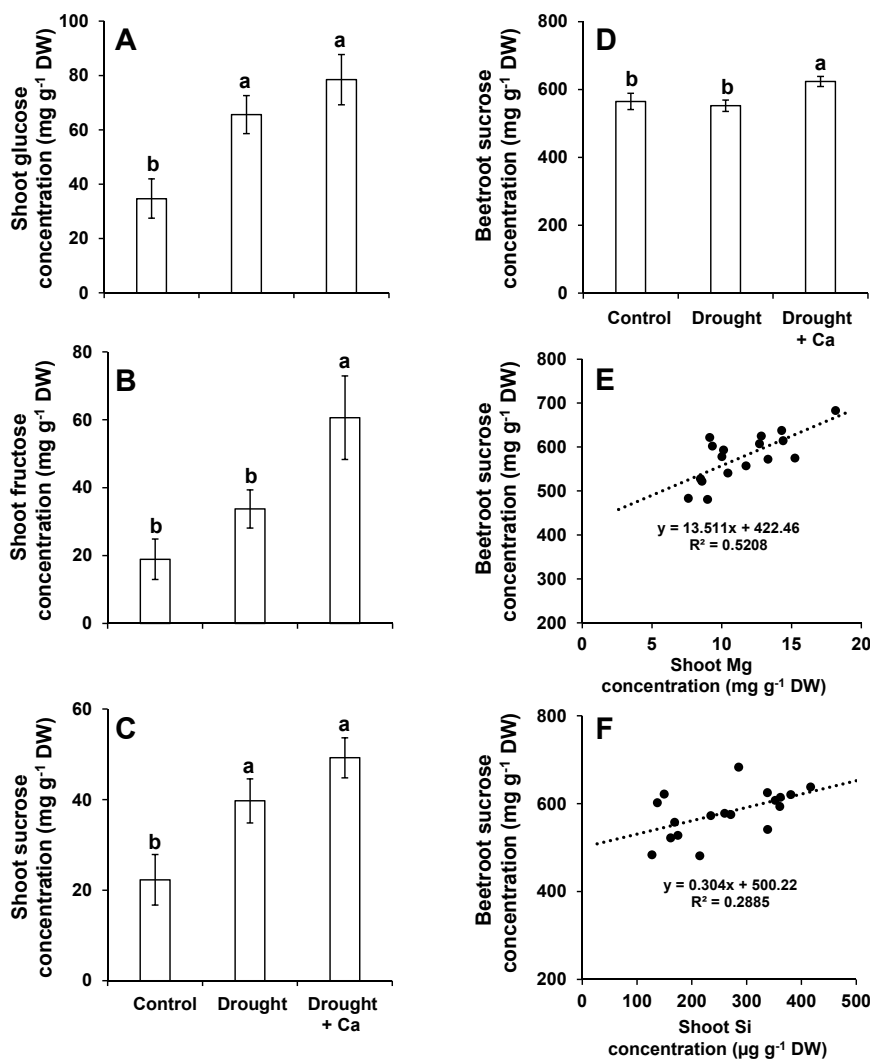 A
Shoot glucose
concentration (mg g⁻¹ DW)
100
80
60
40
20
0
b
a
a
B
Shoot fructose
concentration (mg g⁻¹ DW)
80
60
40
20
0
b
b
a
C
Shoot sucrose
concentration (mg g⁻¹ DW)
60
40
20
0
b
a
a
Control
Drought
Drought
+ Ca
D
Beetroot sucrose
concentration (mg g⁻¹ DW)
800
600
400
200
0
b
b
a
Control
Drought
Drought
+ Ca
E
Beetroot sucrose
concentration (mg g⁻¹ DW)
800
700
600
500
400
300
200
y = 13.511x + 422.46
R² = 0.5208
0
5
10
15
20
Shoot Mg
concentration (mg g⁻¹ DW)
F
Beetroot sucrose
concentration (mg g⁻¹ DW)
800
600
400
200
y = 0.304x + 500.22
R² = 0.2885
0
100
200
300
400
500
Shoot Si
concentration (µg g⁻¹ DW)